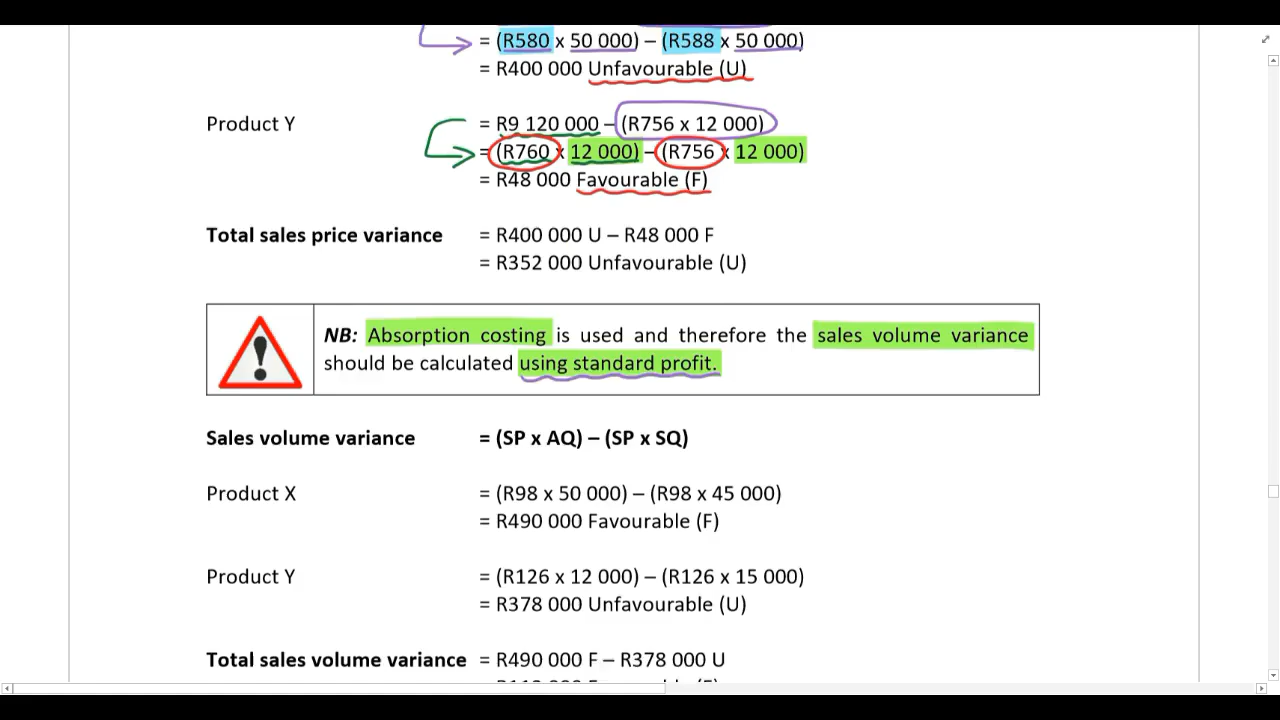 = (R580 x 50 000) – (R588 x 50 000)
= R400 000 Unfavourable (U)
Product Y = R9 120 000 – (R756 x 12 000)
= (R760 x 12 000) – (R756 x 12 000)
= R48 000 Favourable (F)
Total sales price variance = R400 000 U – R48 000 F
= R352 000 Unfavourable (U)
NB: Absorption costing is used and therefore the sales volume variance
should be calculated using standard profit.
Sales volume variance = (SP x AQ) – (SP x SQ)
Product X = (R98 x 50 000) – (R98 x 45 000)
= R490 000 Favourable (F)
Product Y = (R126 x 12 000) – (R126 x 15 000)
= R378 000 Unfavourable (U)
Total sales volume variance = R490 000 F – R378 000 U